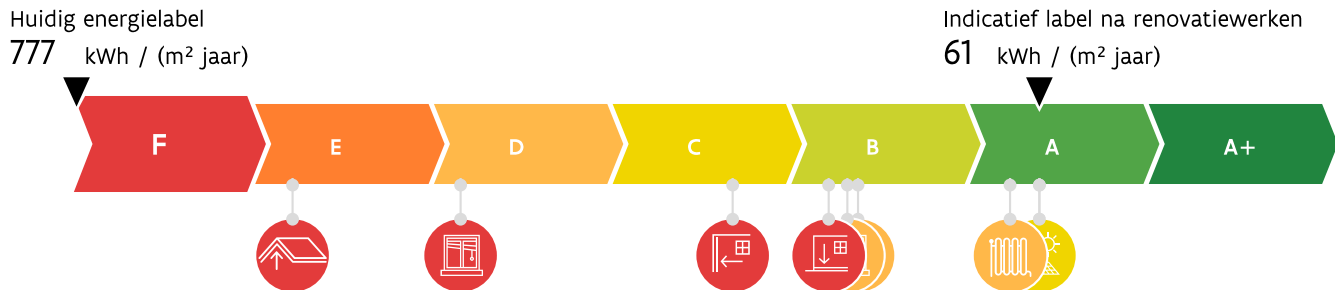 Huidig energielabel
777 kWh / (m² jaar)
Indicatief label na renovatiewerken
61 kWh / (m² jaar)
F E D C B A A+